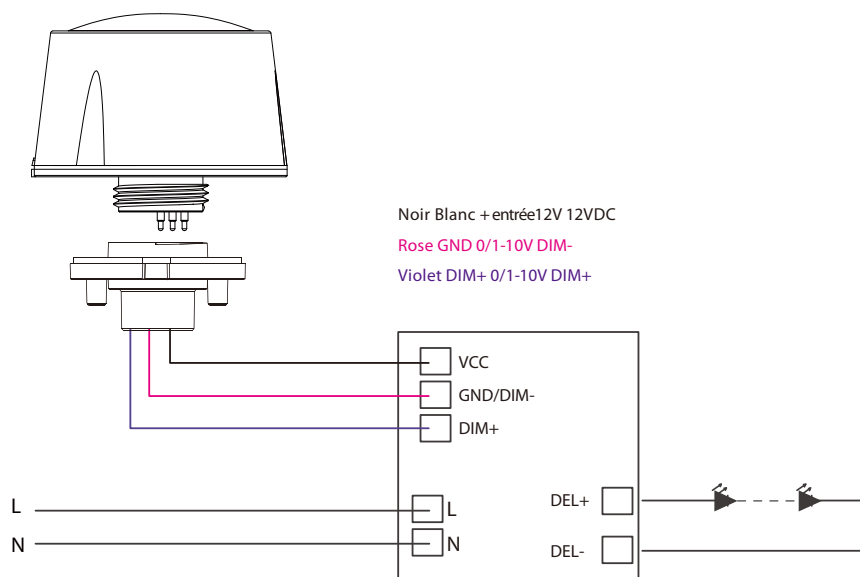 Noir Blanc + entrée12V 12VDC
Rose GND 0/1-10V DIM-
Violet DIM+ 0/1-10V DIM+
VCC
GND/DIM-
DIM+
L
L
DEL+
N
N
DEL-